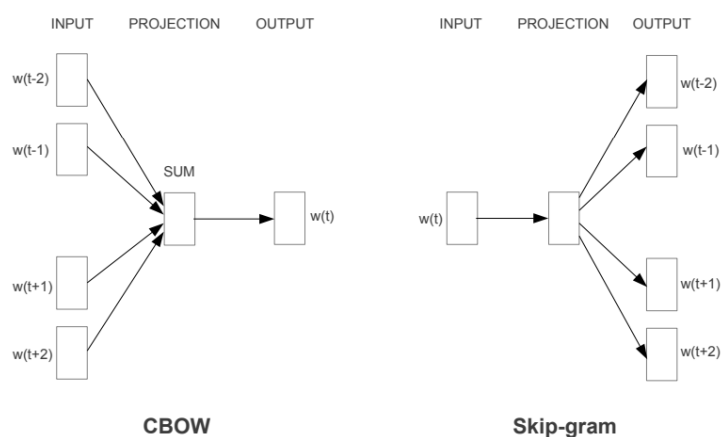 INPUT PROJECTION OUTPUT
w(t-2)
w(t-1)
SUM
w(t)
w(t+1)
w(t+2)
CBOW
INPUT PROJECTION OUTPUT
w(t-2)
w(t-1)
w(t)
w(t+1)
w(t+2)
Skip-gram